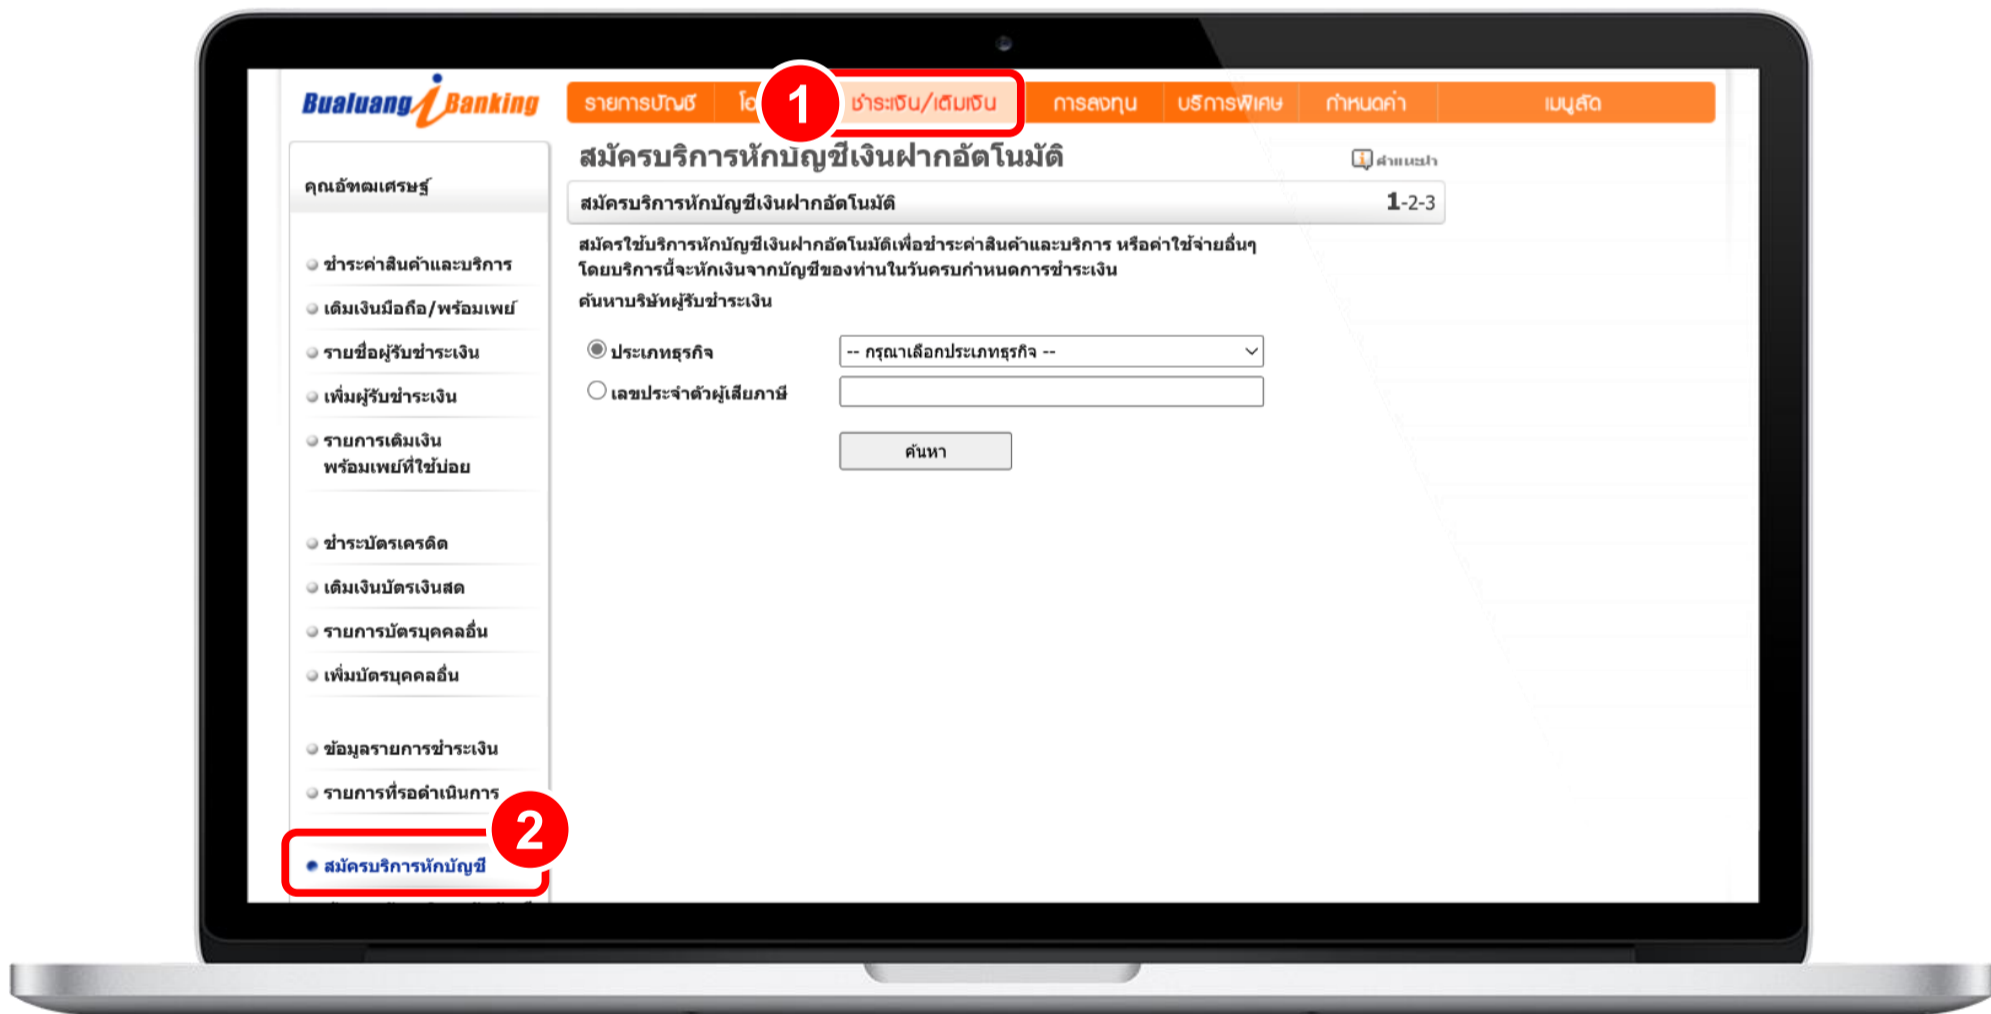 Bualuang iBanking
รายการบัญชี
1
ชำระเงิน/เติมเงิน
การลงทุน
บริการพิเศษ
กำหนดค่า
เมนูลัด
คุณอัฑฒเศรษฐ์
ชำระค่าสินค้าและบริการ
เติมเงินมือถือ/พร้อมเพย์
รายชื่อผู้รับชำระเงิน
เพิ่มผู้รับชำระเงิน
รายการเติมเงิน
พร้อมเพย์ที่ใช้บ่อย
ชำระบัตรเครดิต
เติมเงินบัตรเงินสด
รายการบัตรบุคคลอื่น
เพิ่มบัตรบุคคลอื่น
ข้อมูลรายการชำระเงิน
รายการที่รอดำเนินการ
2
สมัครบริการหักบัญชี
สมัครบริการหักบัญชีเงินฝากอัตโนมัติ
คำแนะนำ
สมัครบริการหักบัญชีเงินฝากอัตโนมัติ
1-2-3
สมัครใช้บริการหักบัญชีเงินฝากอัตโนมัติเพื่อชำระค่าสินค้าและบริการ หรือค่าใช้จ่ายอื่นๆ
โดยบริการนี้จะหักเงินจากบัญชีของท่านในวันครบกำหนดการชำระเงิน
ค้นหาบริษัทผู้รับชำระเงิน
ประเภทธุรกิจ
-- กรุณาเลือกประเภทธุรกิจ --
เลขประจำตัวผู้เสียภาษี
ค้นหา